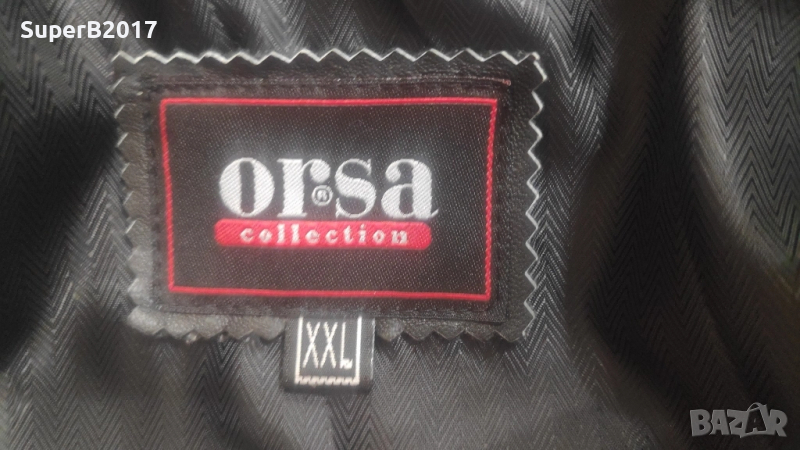 SuperB2017
orsa
®
collection
XXL
BAZAR